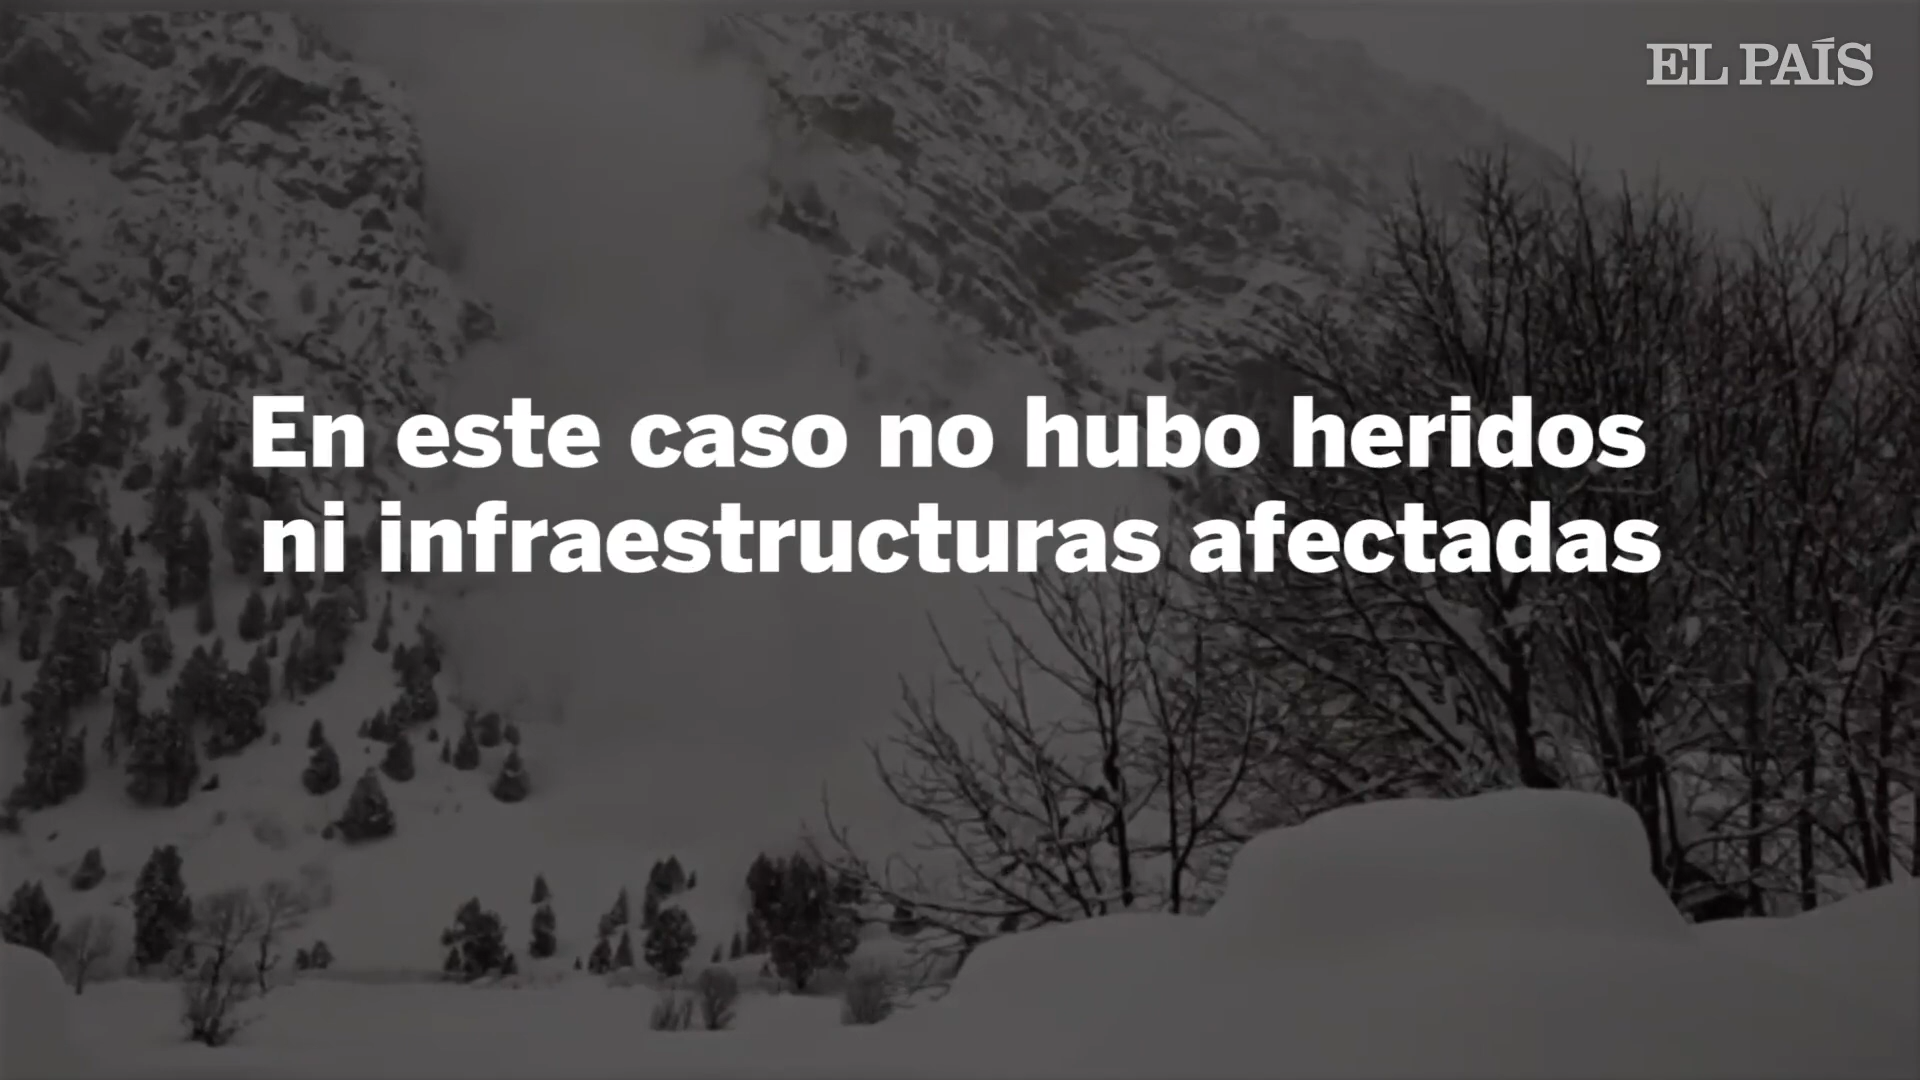 EL PAÍS
En este caso no hubo heridos
ni infraestructuras afectadas